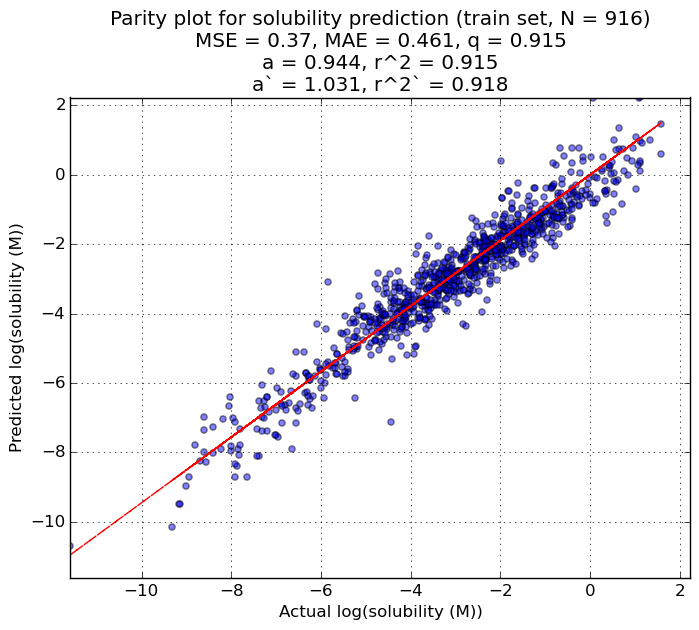 Parity plot for solubility prediction (train set, N = 916)
MSE = 0.37, MAE = 0.461, q = 0.915
a = 0.944, r^2 = 0.915
a` = 1.031, r^2` = 0.918
2
0
−2
−4
−6
−8
−10
Predicted log(solubility (M))
−10 −8 −6 −4 −2 0 2
Actual log(solubility (M))